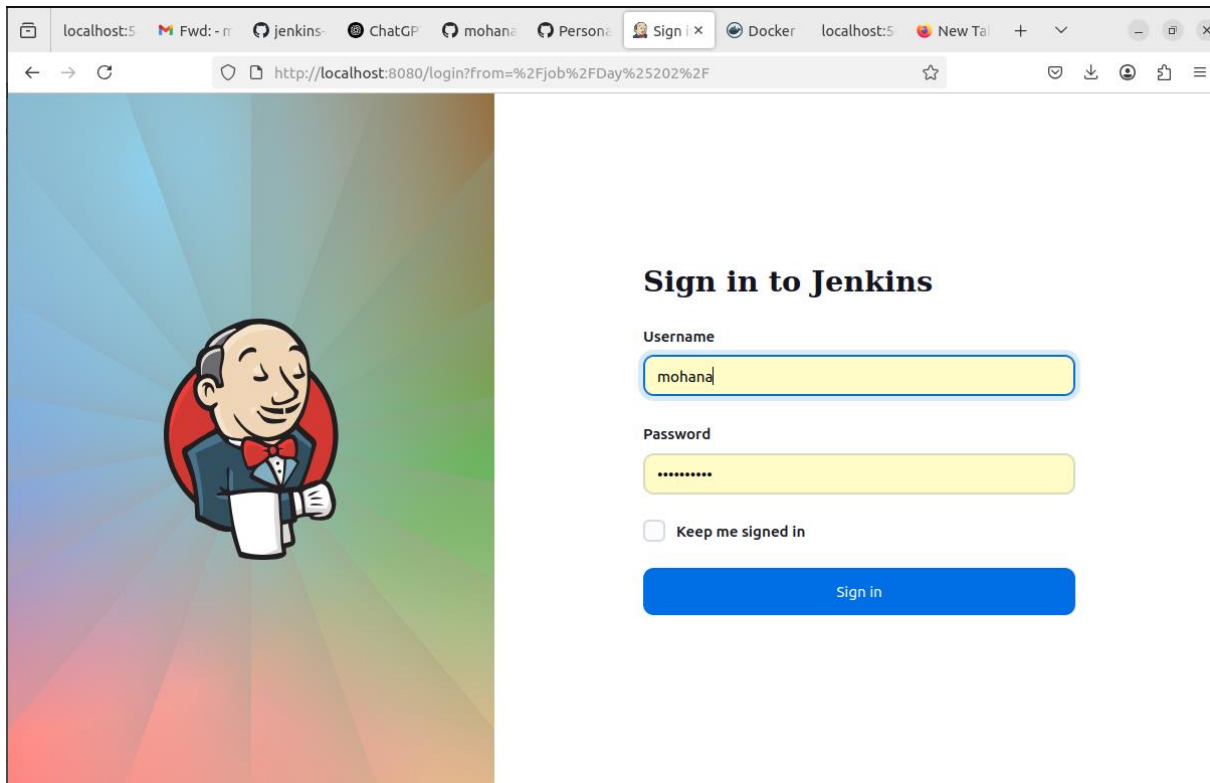 localhost:5 Fwd: - jenkins- ChatGP mohana Persona Sign i Docker localhost:5 New Ta
http://localhost:8080/login?from=%2Fjob%2FDay%25202%2F
Sign in to Jenkins
Username
mohana
Password
••••••••••
Keep me signed in
Sign in